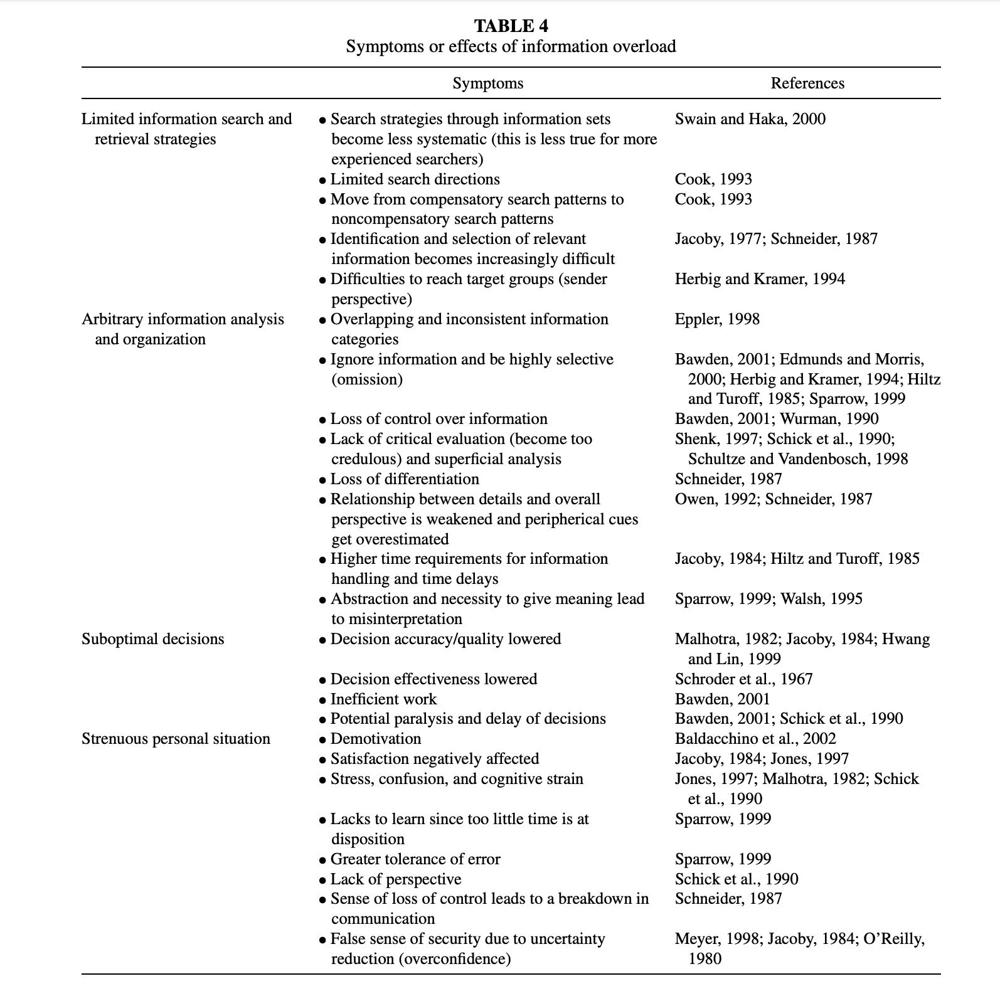 TABLE 4
Symptoms or effects of information overload
Symptoms References
Limited information search and ● Search strategies through information sets Swain and Haka, 2000
retrieval strategies become less systematic (this is less true for more
experienced searchers)
● Limited search directions Cook, 1993
● Move from compensatory search patterns to Cook, 1993
noncompensatory search patterns
● Identification and selection of relevant Jacoby, 1977; Schneider, 1987
information becomes increasingly difficult
● Difficulties to reach target groups (sender Herbig and Kramer, 1994
perspective)
Arbitrary information analysis ● Overlapping and inconsistent information Eppler, 1998
and organization categories
● Ignore information and be highly selective Bawden, 2001; Edmunds and Morris,
(omission) 2000; Herbig and Kramer, 1994; Hiltz
and Turoff, 1985; Sparrow, 1999
● Loss of control over information Bawden, 2001; Wurman, 1990
● Lack of critical evaluation (become too Shenk, 1997; Schick et al., 1990;
credulous) and superficial analysis Schultze and Vandenbosch, 1998
● Loss of differentiation Schneider, 1987
● Relationship between details and overall Owen, 1992; Schneider, 1987
perspective is weakened and peripherical cues
get overestimated
● Higher time requirements for information Jacoby, 1984; Hiltz and Turoff, 1985
handling and time delays
● Abstraction and necessity to give meaning lead Sparrow, 1999; Walsh, 1995
to misinterpretation
Suboptimal decisions ● Decision accuracy/quality lowered Malhotra, 1982; Jacoby, 1984; Hwang
and Lin, 1999
● Decision effectiveness lowered Schroder et al., 1967
● Inefficient work Bawden, 2001
● Potential paralysis and delay of decisions Bawden, 2001; Schick et al., 1990
Strenuous personal situation ● Demotivation Baldacchino et al., 2002
● Satisfaction negatively affected Jacoby, 1984; Jones, 1997
● Stress, confusion, and cognitive strain Jones, 1997; Malhotra, 1982; Schick
et al., 1990
● Lacks to learn since too little time is at Sparrow, 1999
disposition
● Greater tolerance of error Sparrow, 1999
● Lack of perspective Schick et al., 1990
● Sense of loss of control leads to a breakdown in Schneider, 1987
communication
● False sense of security due to uncertainty Meyer, 1998; Jacoby, 1984; O’Reilly,
reduction (overconfidence) 1980